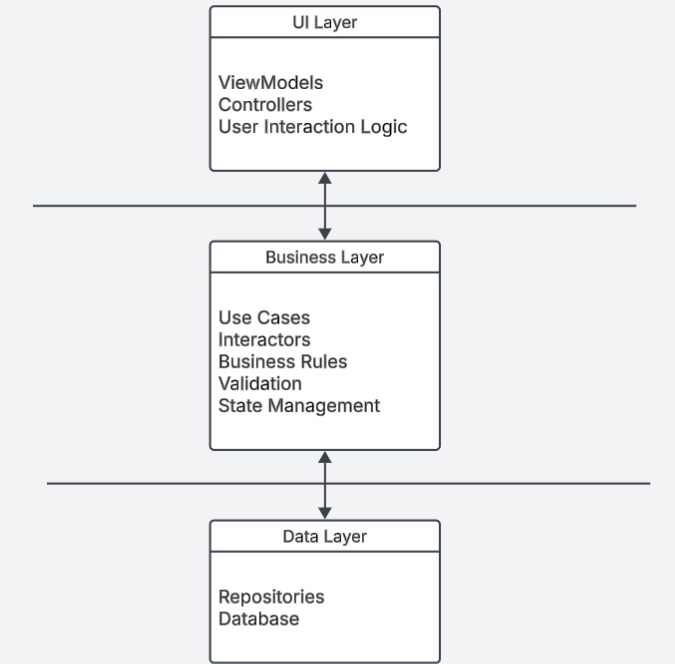 UI Layer
ViewModels
Controllers
User Interaction Logic
Business Layer
Use Cases
Interactors
Business Rules
Validation
State Management
Data Layer
Repositories
Database